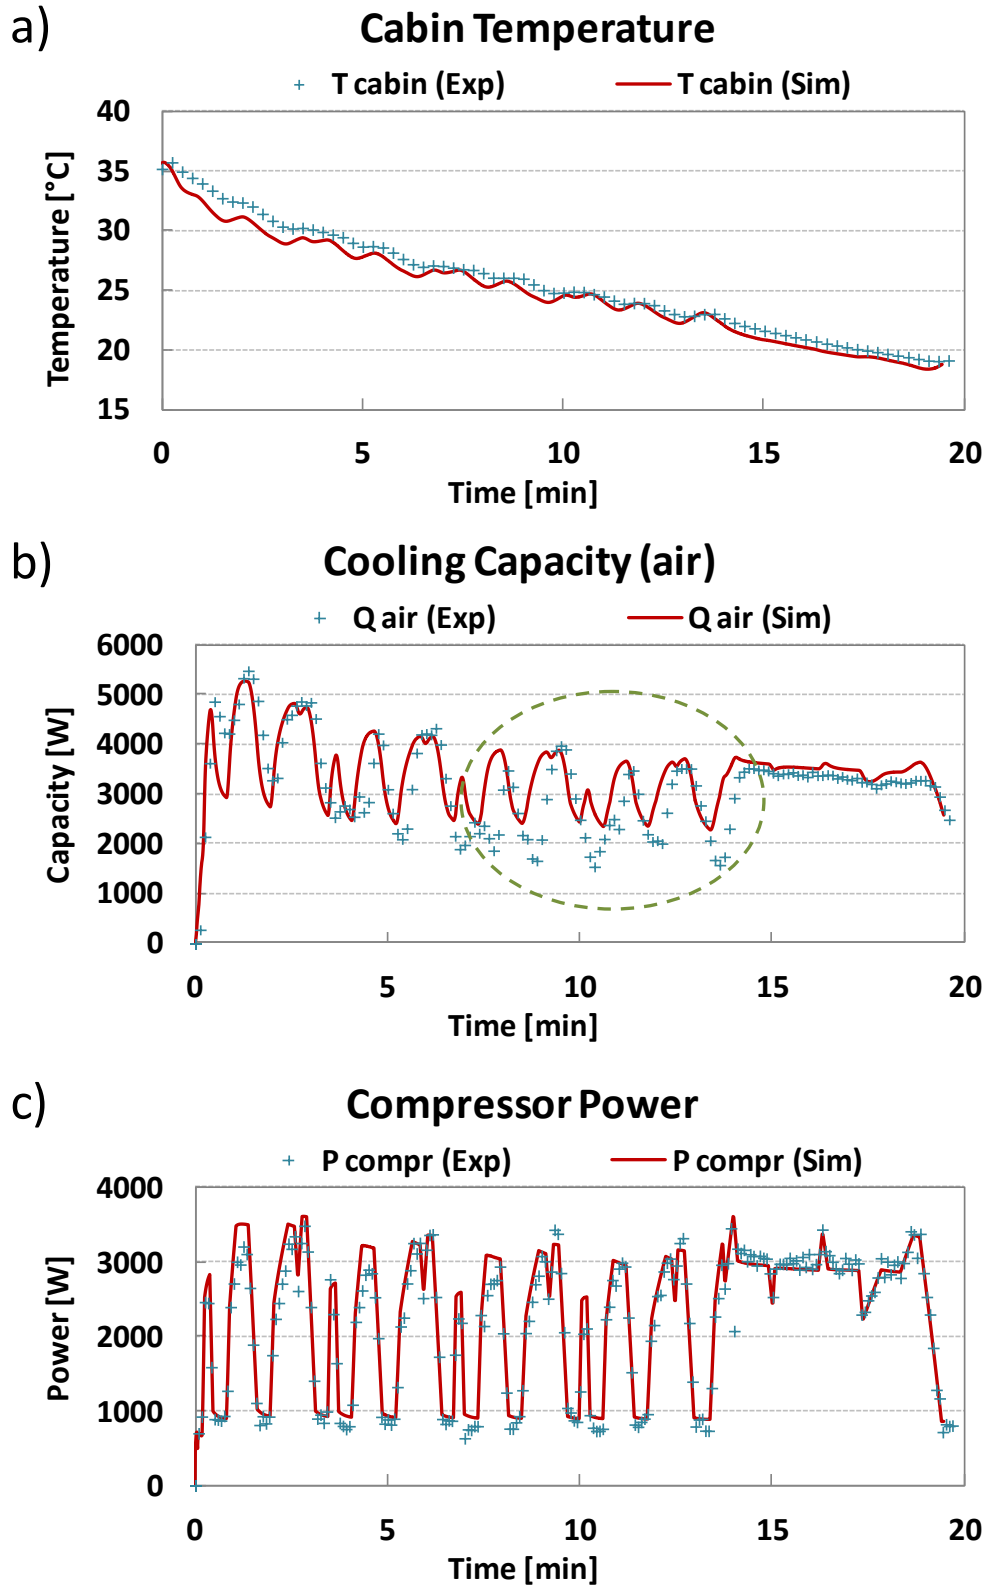 a)
Cabin Temperature
T cabin (Exp) T cabin (Sim)
40
35
30
25
20
15
Temperature [°C]
0 5 10 15 20
Time [min]
b)
Cooling Capacity (air)
Q air (Exp) Q air (Sim)
6000
5000
4000
3000
2000
1000
0
Capacity [W]
0 5 10 15 20
Time [min]
c)
Compressor Power
P compr (Exp) P compr (Sim)
4000
3000
2000
1000
0
Power [W]
0 5 10 15 20
Time [min]